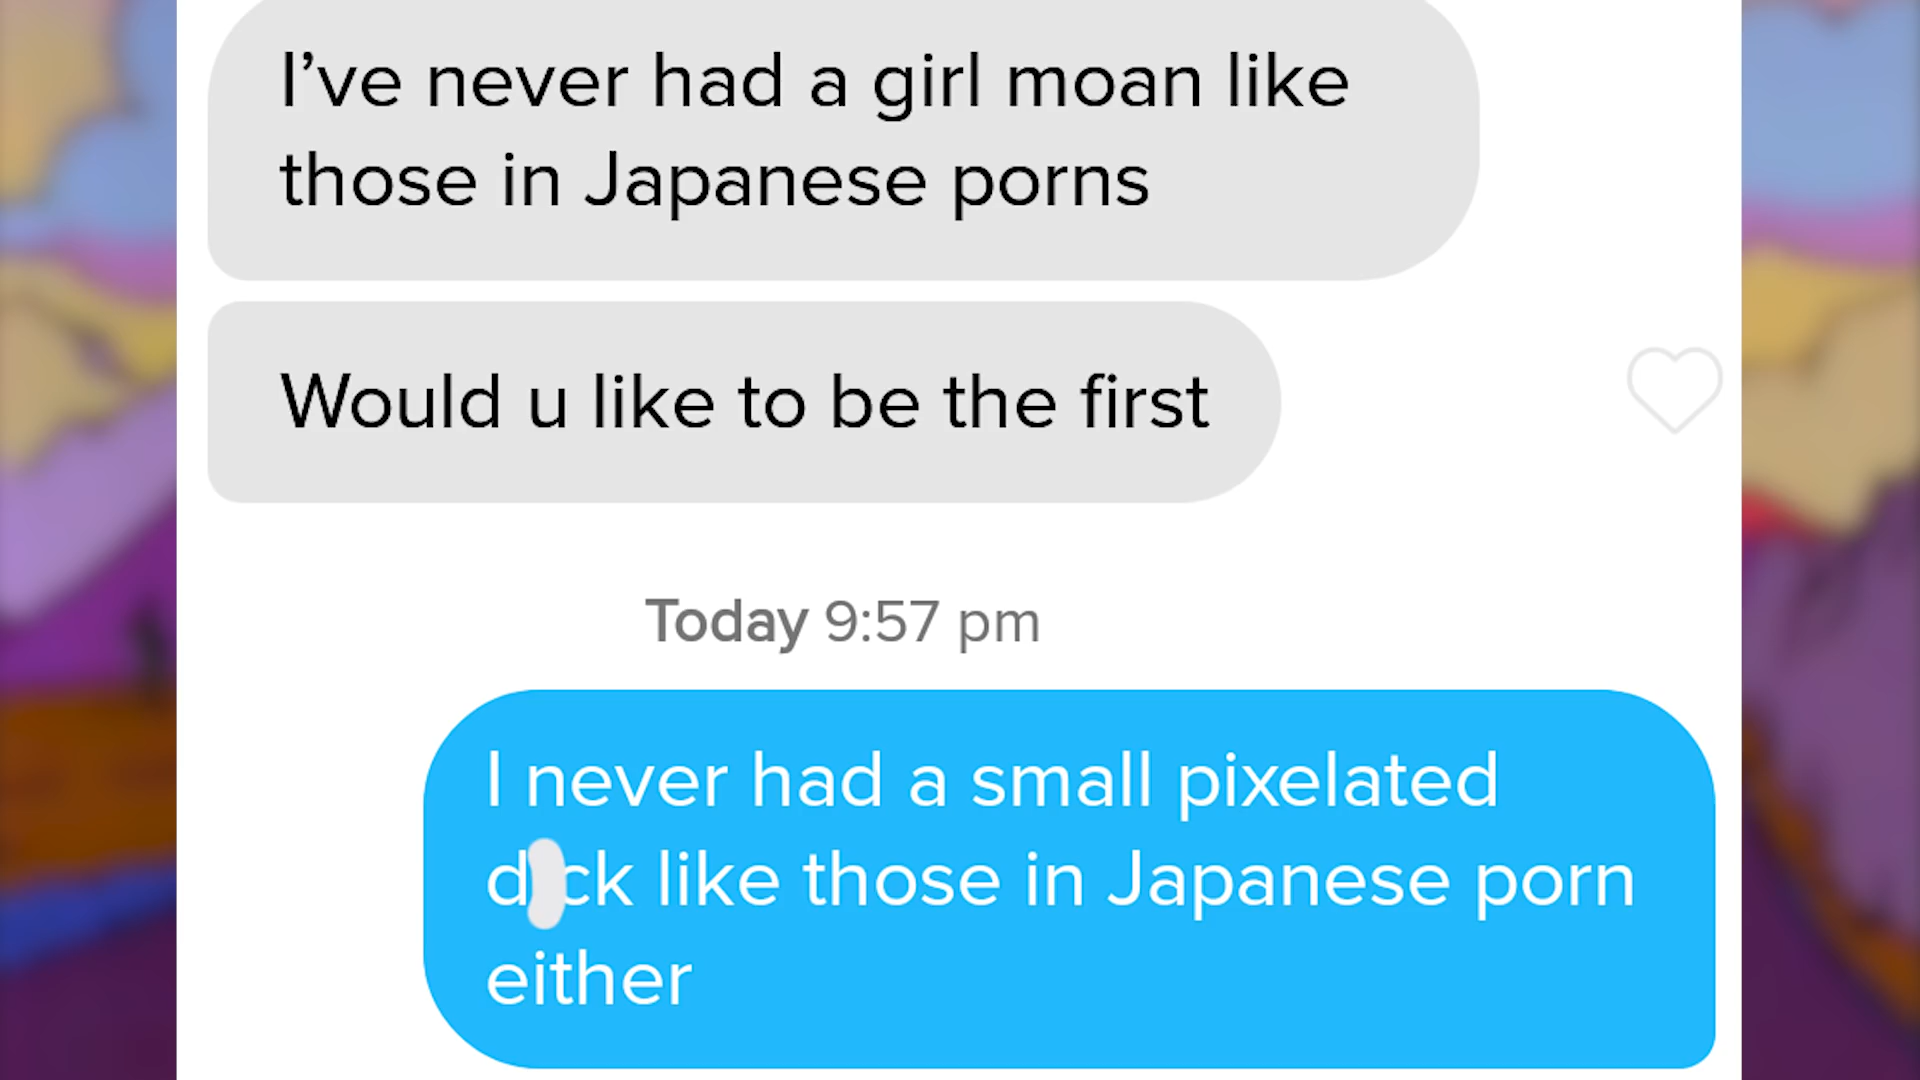 I've never had a girl moan like
those in Japanese porns
Would u like to be the first
Today 9:57 pm
I never had a small pixelated
d ck like those in Japanese porn
either